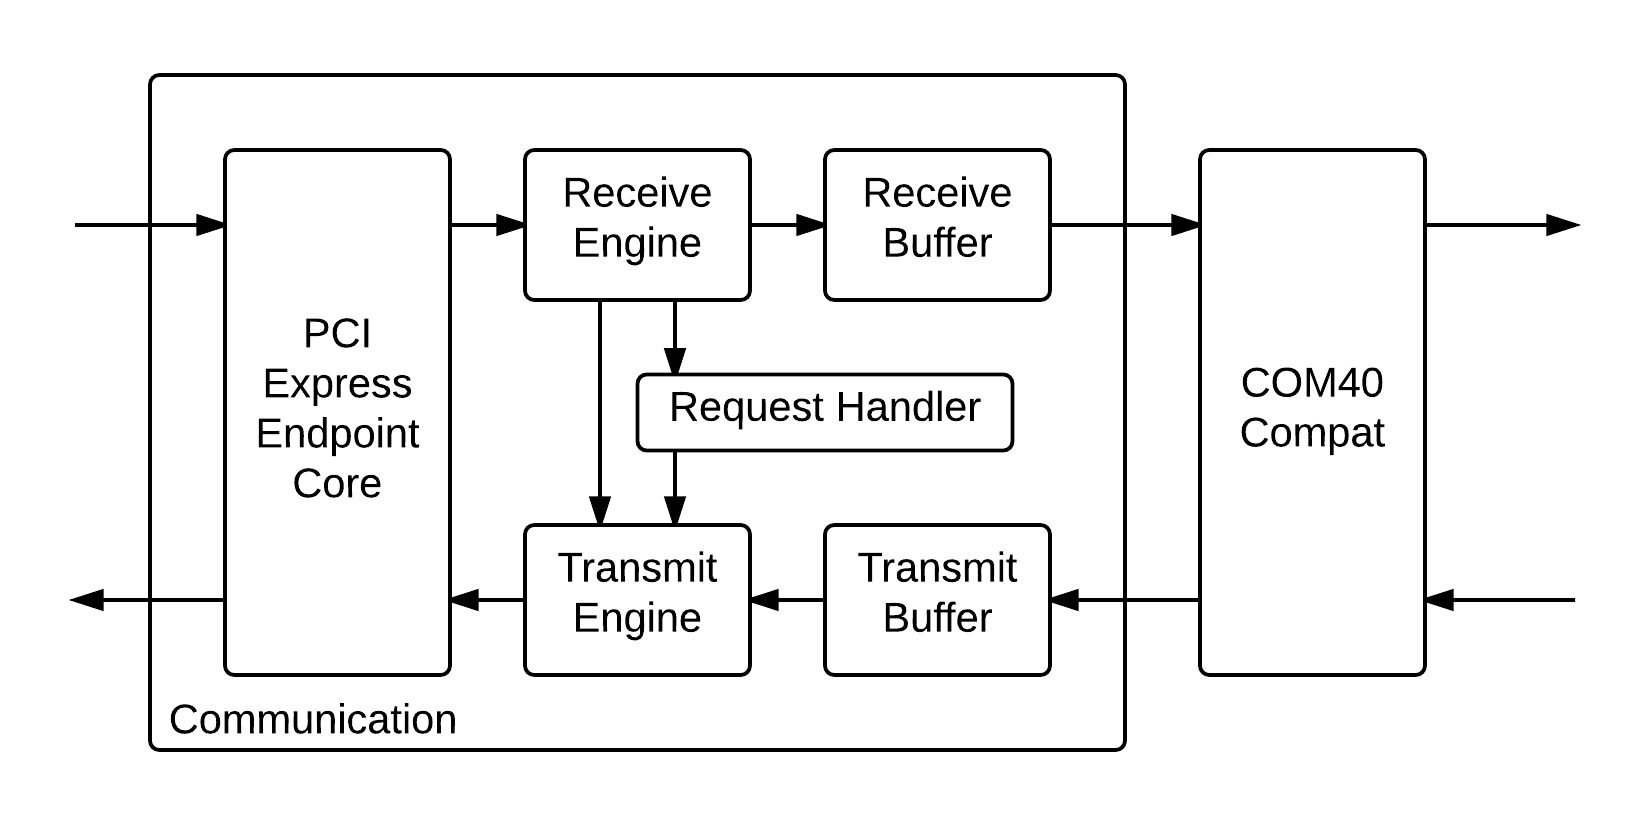 Receive
Engine
Receive
Buffer
PCI
Express
Endpoint
Core
Request Handler
COM40
Compat
Transmit
Engine
Transmit
Buffer
Communication